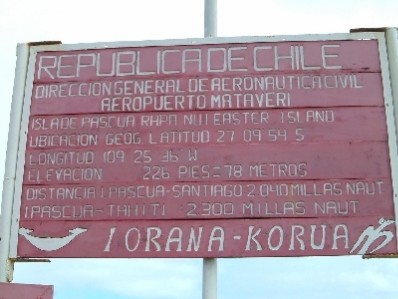 REPUBLICA DE CHILE
DIRECCION GENERAL DE AERONAUTICA CIVIL
AEROPUERTO MATAVERI
ISLA DE PASCUA RAPA NUI EASTER ISLAND
UBICACION GEOG. LATITUD 27 09 54 S
LONGITUD 109 25 36 W
ELEVACION 226 PIES=78 METROS
DISTANCIA I PASCUA-SANTIAGO 2.040 MILLAS NAUT
I PASCUA-TAHITI 2.300 MILLAS NAUT
IORANA-KORUA